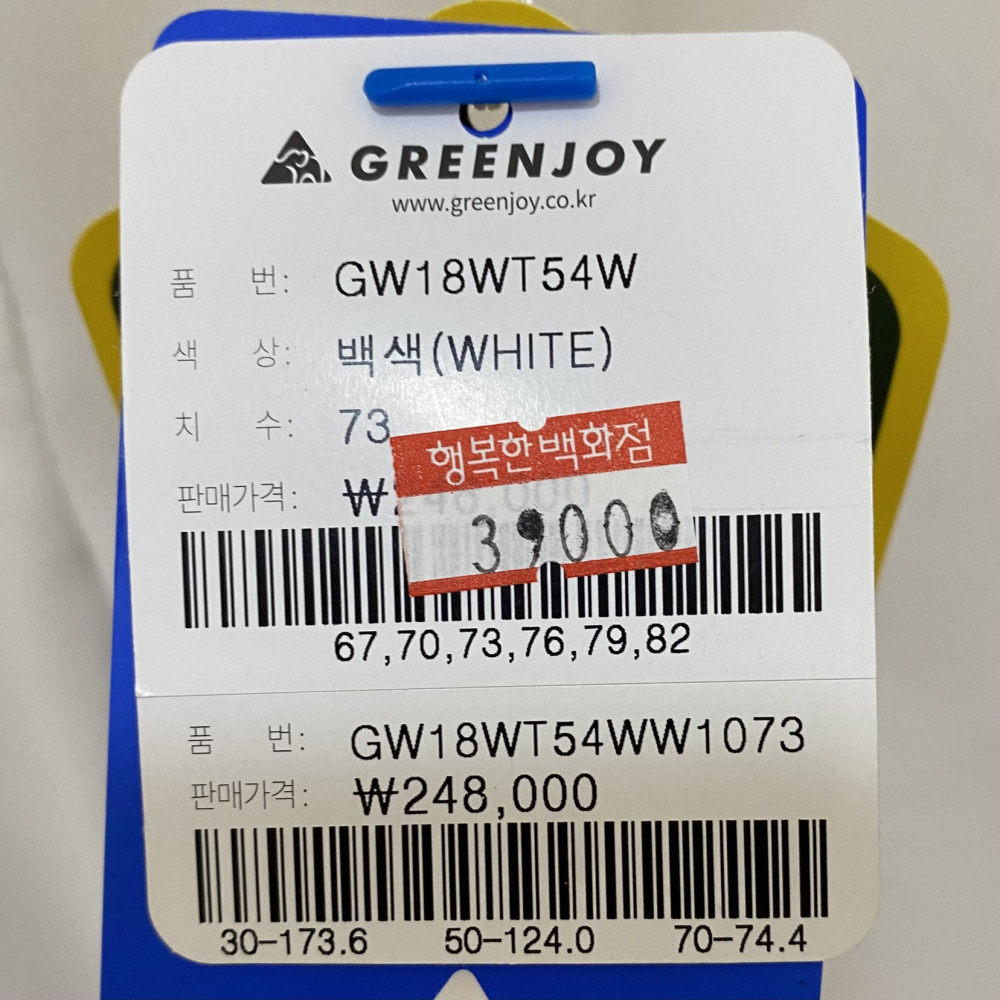 GREENJOY
www.greenjoy.co.kr
품 번: GW18WT54W
색 상: 백색(WHITE)
치 수: 73
행복한백화점
판매가격: ₩248,000
39000
67,70,73,76,79,82
품 번: GW18WT54WW1073
판매가격: ₩248,000
30-173.6 50-124.0 70-74.4